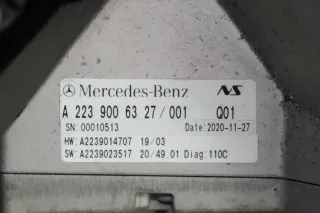 Mercedes-Benz NS
A 223 900 63 27/001 Q01
SN: 00010513 Date: 2020-11-27
HW: A2239014707 19/03
SW: A2239023517 20/49.01 Diag: 110C